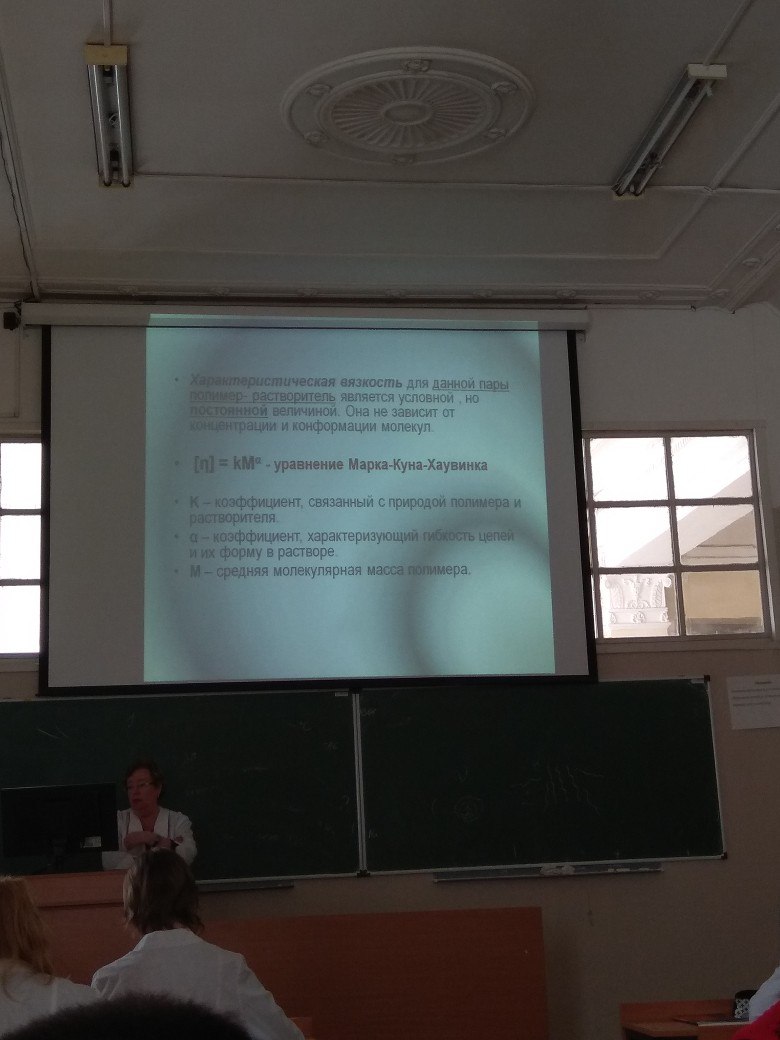 • Характеристическая вязкость для данной пары
полимер- растворитель является условной , но
постоянной величиной. Она не зависит от
концентрации и конформации молекул.
• [η] = kMᵅ - уравнение Марка-Куна-Хаувинка
• K – коэффициент, связанный с природой полимера и
растворителя.
• α – коэффициент, характеризующий гибкость цепей
и их форму в растворе.
• M – средняя молекулярная масса полимера.